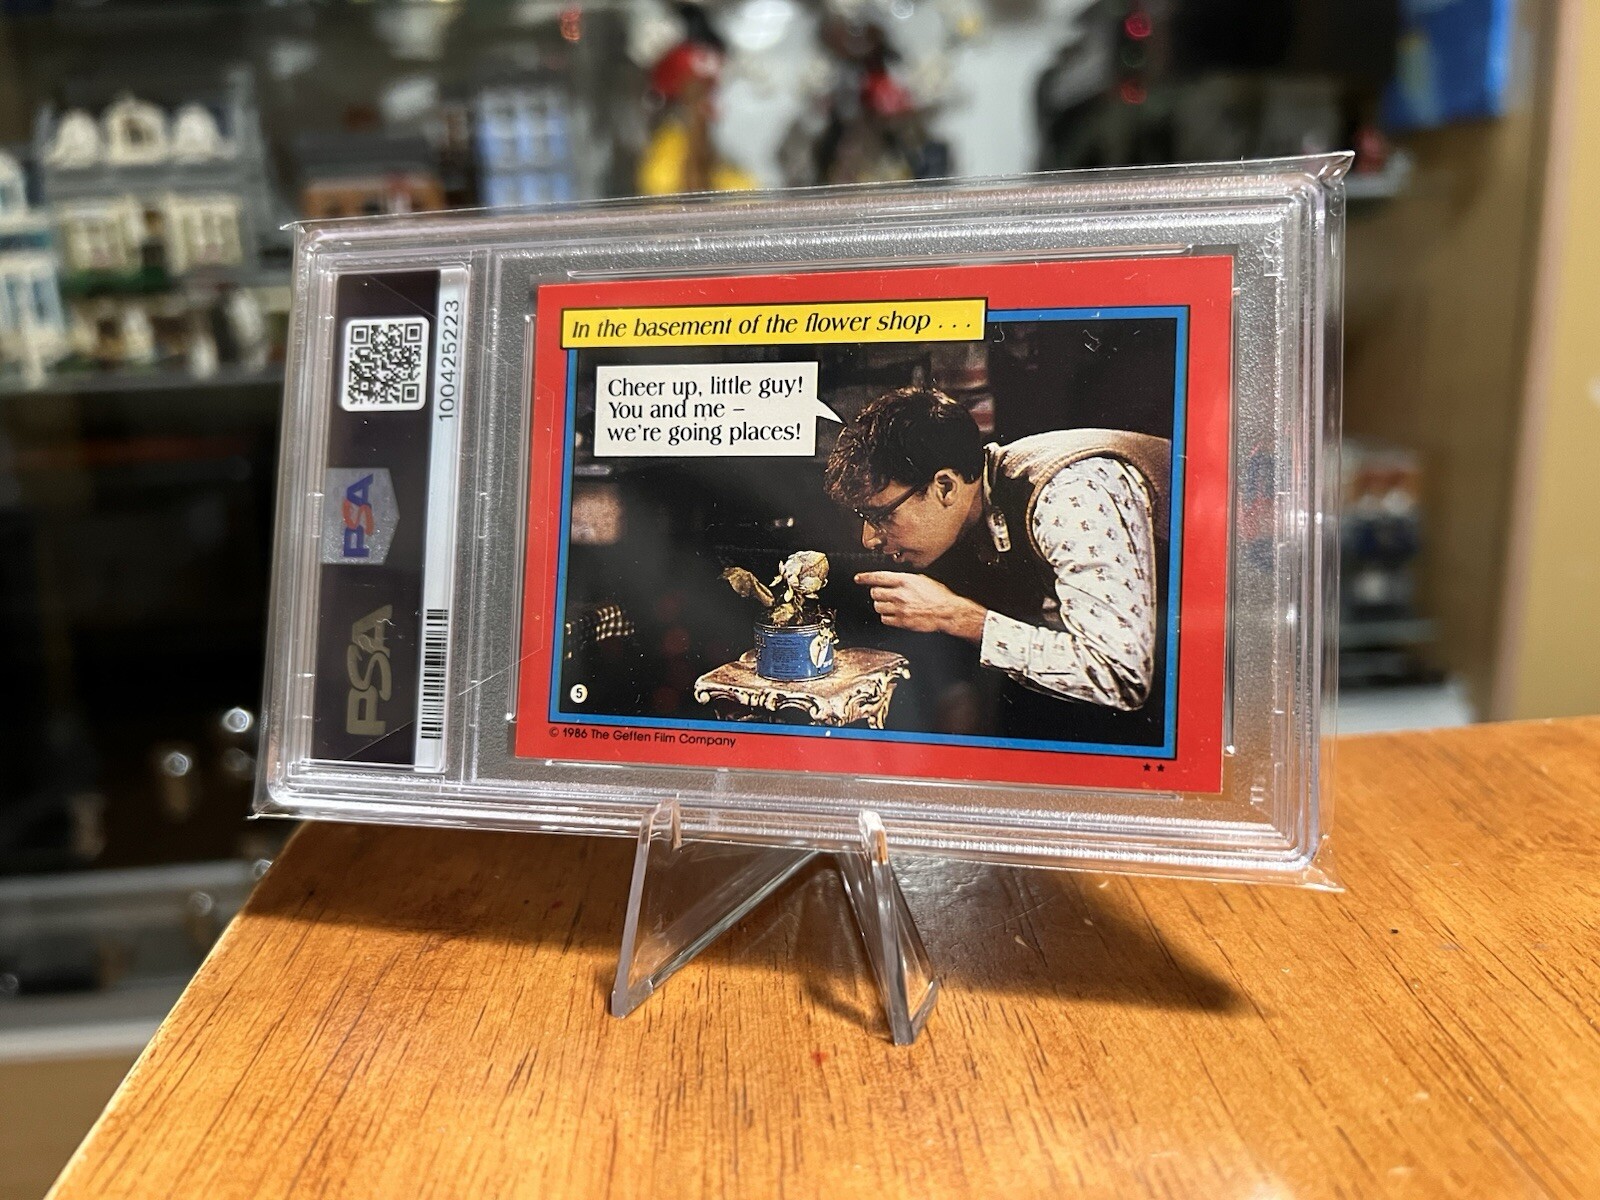 In the basement of the flower shop . . .
Cheer up, little guy!
You and me –
we're going places!
5
© 1986 The Geffen Film Company
★★
100425223
PSA
PSA